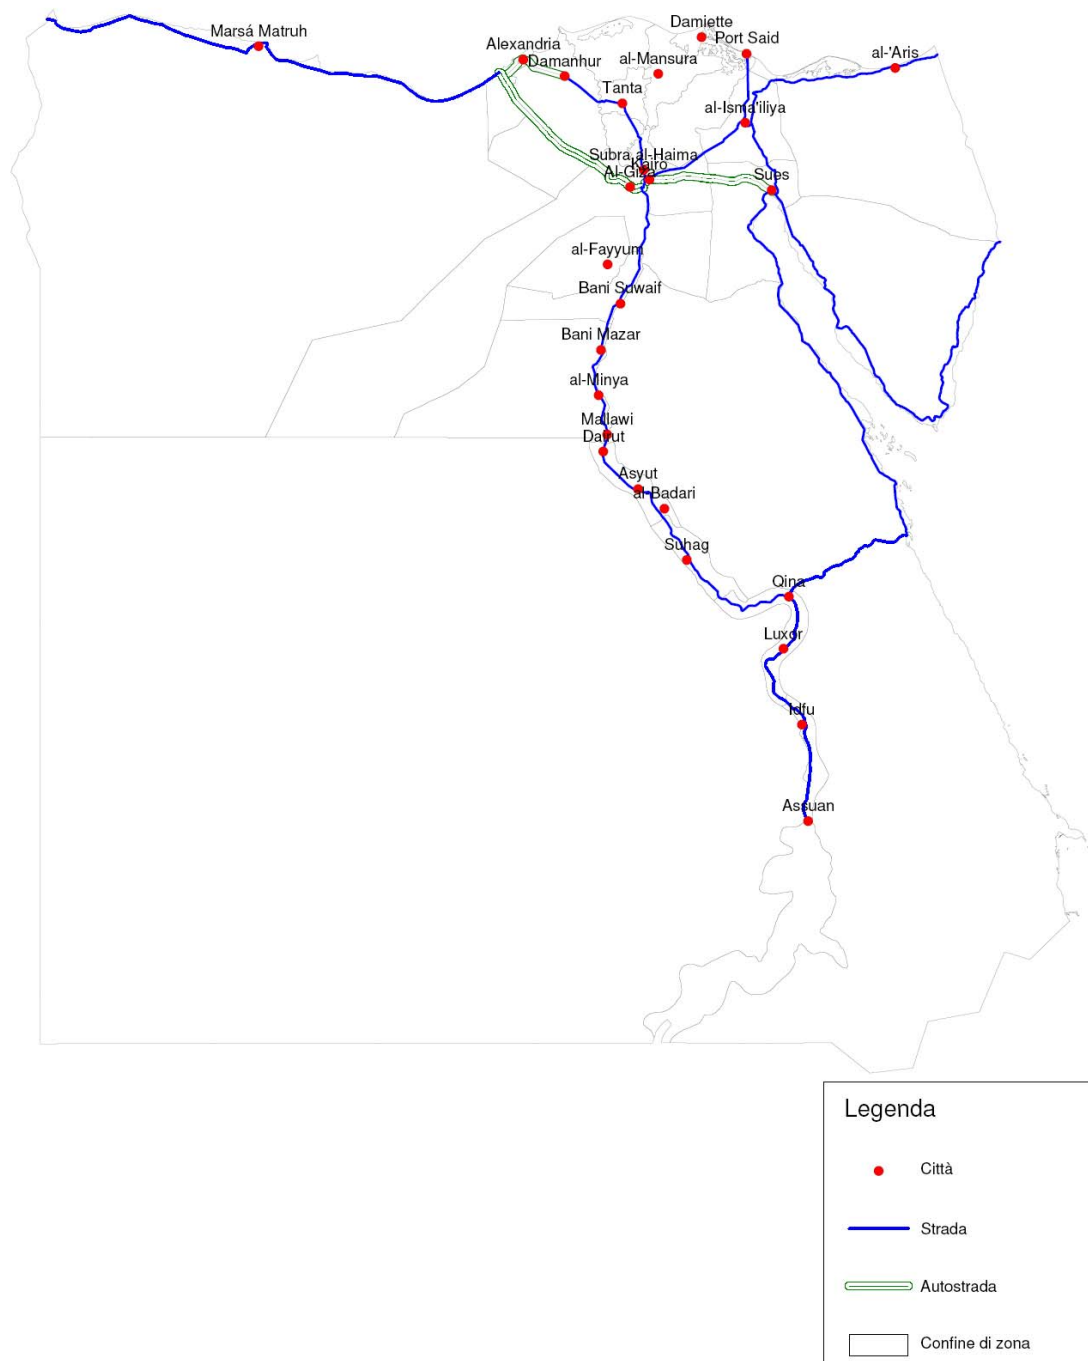 Damiette
Marsá Matruh
Port Said
Alexandria
al-'Aris
Damanhur
al-Mansura
Tanta
al-Isma'iliya
Subra al-Haima
Kairo
Al-Giza
Sues
al-Fayyum
Bani Suwaif
Bani Mazar
al-Minya
Mallawi
Dayrut
Asyut
al-Badari
Suhag
Qina
Luxor
Idfu
Assuan
Legenda
Città
Strada
Autostrada
Confine di zona